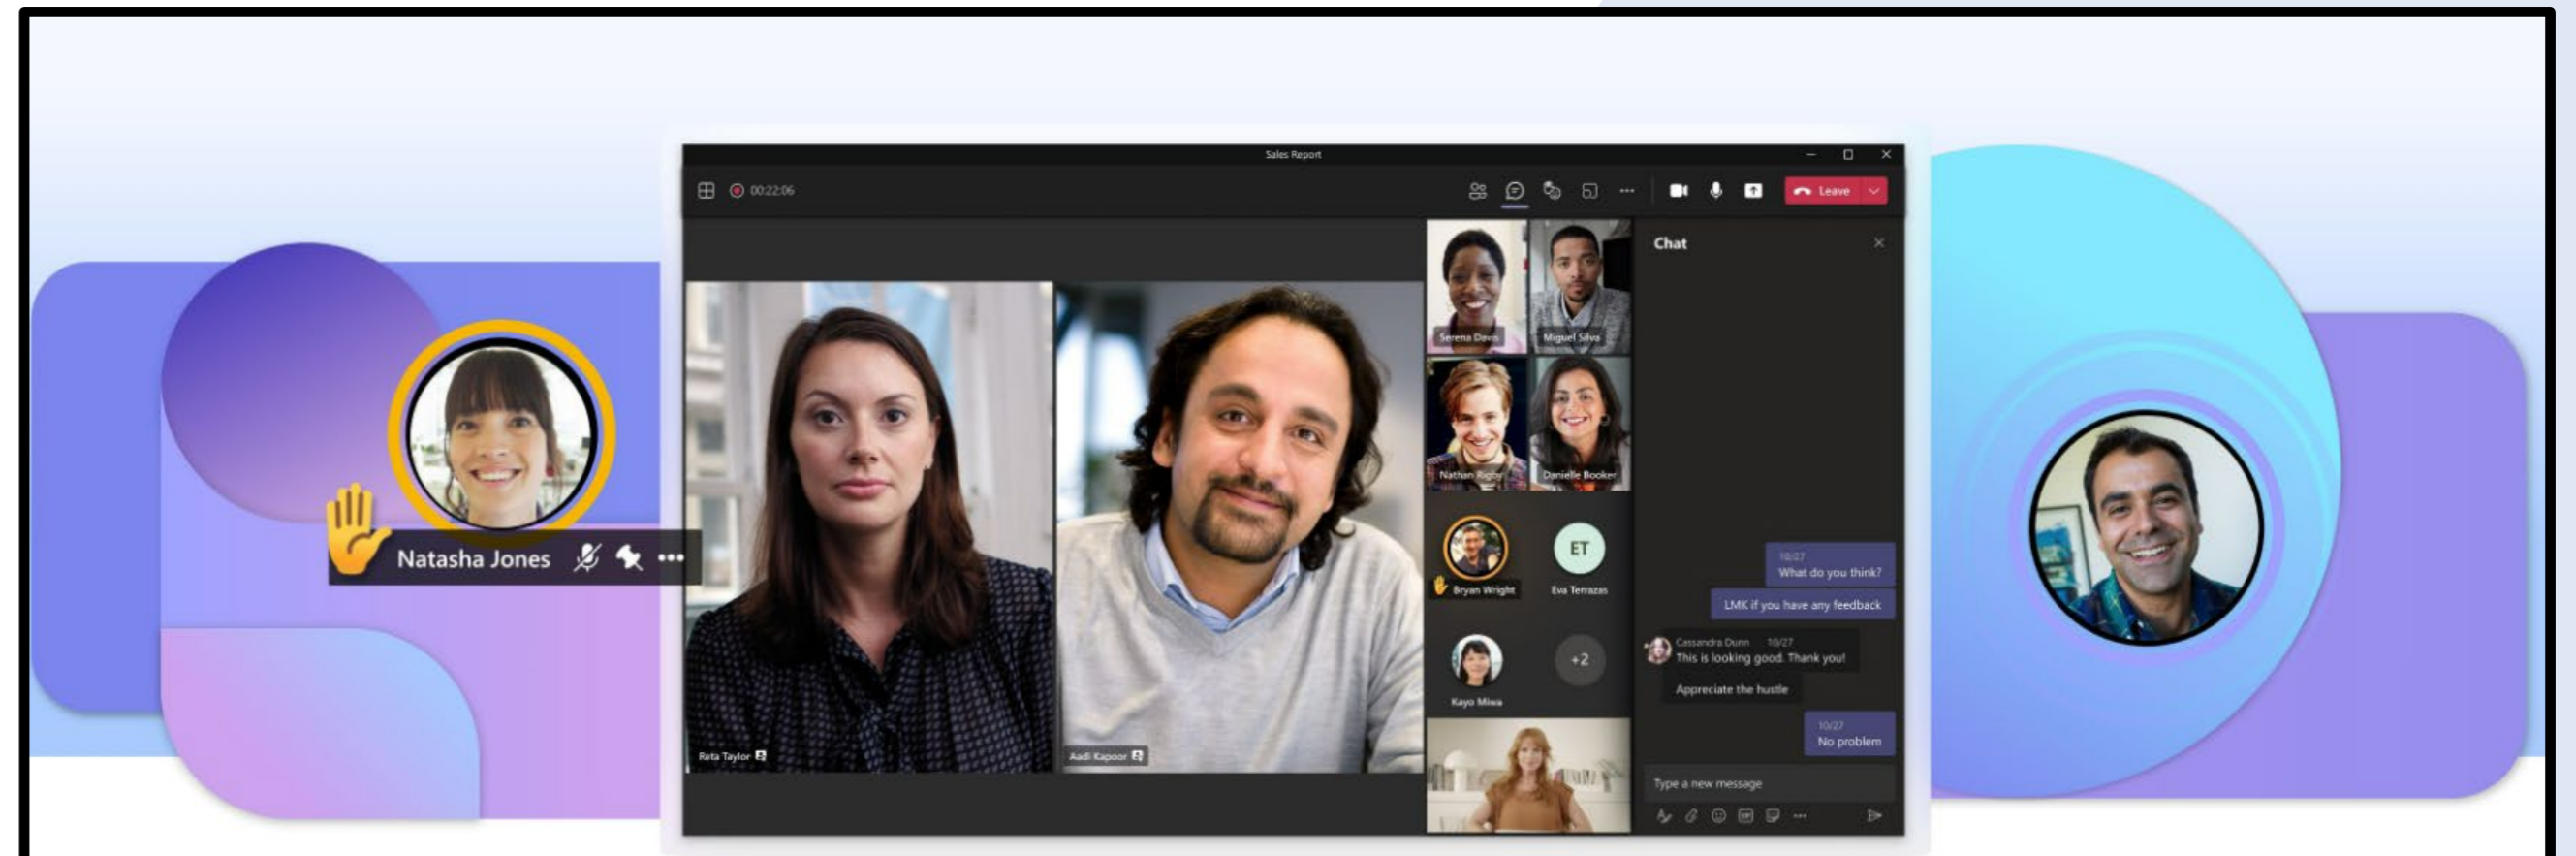 Sales Report
00:22:06
Leave
Natasha Jones
Reta Taylor
Aadi Kapoor
Serena Davis
Miguel Silva
Nathan Rigby
Danielle Booker
Bryan Wright
ET
Eva Terrazas
Kayo Miwa
+2
Chat
10/27
What do you think?
LMK if you have any feedback
Cassandra Dunn 10/27
This is looking good. Thank you!
Appreciate the hustle
10/27
No problem
Type a new message
GIF